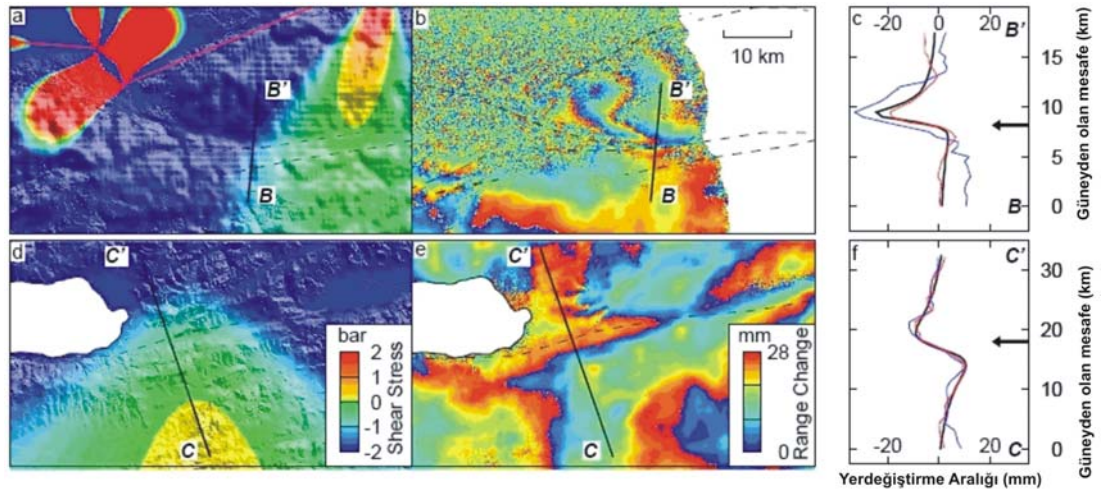 a
B'
B
b
10 km
B'
B
c
0 20
B'
15
10
5
B
0
Güneyden olan mesafe (km)
d
C'
C
bar
2
1
0
-1
-2
Shear Stress
e
C'
C
mm
28
0
Range Change
f
C'
30
20
10
-20 20
C
0
Güneyden olan mesafe (km)
Yerdeğiştirme Aralığı (mm)